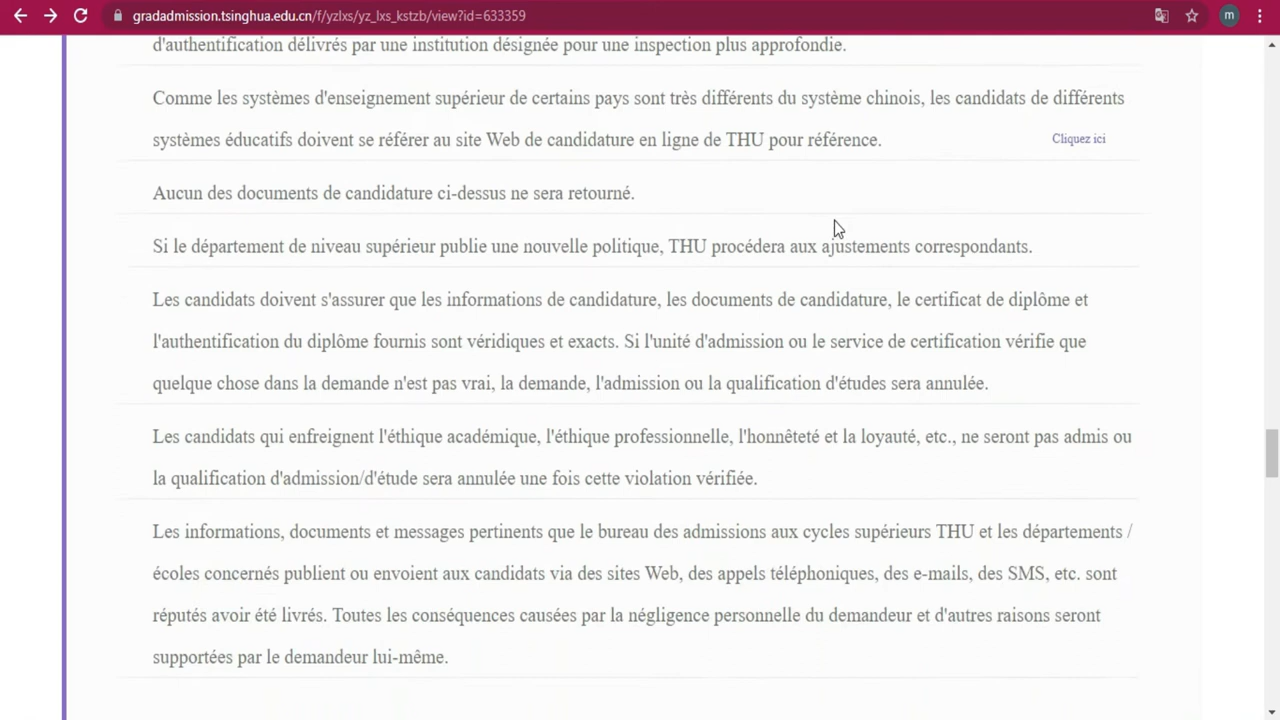 gradadmission.tsinghua.edu.cn/f/yzlxs/yz_lxs_kstzb/view?id=633359
m
d'authentification délivrés par une institution désignée pour une inspection plus approfondie.
Comme les systèmes d'enseignement supérieur de certains pays sont très différents du système chinois, les candidats de différents
systèmes éducatifs doivent se référer au site Web de candidature en ligne de THU pour référence.
Cliquez ici
Aucun des documents de candidature ci-dessus ne sera retourné.
Si le département de niveau supérieur publie une nouvelle politique, THU procédera aux ajustements correspondants.
Les candidats doivent s'assurer que les informations de candidature, les documents de candidature, le certificat de diplôme et
l'authentification du diplôme fournis sont véridiques et exacts. Si l'unité d'admission ou le service de certification vérifie que
quelque chose dans la demande n'est pas vrai, la demande, l'admission ou la qualification d'études sera annulée.
Les candidats qui enfreignent l'éthique académique, l'éthique professionnelle, l'honnêteté et la loyauté, etc., ne seront pas admis ou
la qualification d'admission/d'étude sera annulée une fois cette violation vérifiée.
Les informations, documents et messages pertinents que le bureau des admissions aux cycles supérieurs THU et les départements /
écoles concernés publient ou envoient aux candidats via des sites Web, des appels téléphoniques, des e-mails, des SMS, etc. sont
réputés avoir été livrés. Toutes les conséquences causées par la négligence personnelle du demandeur et d'autres raisons seront
supportées par le demandeur lui-même.